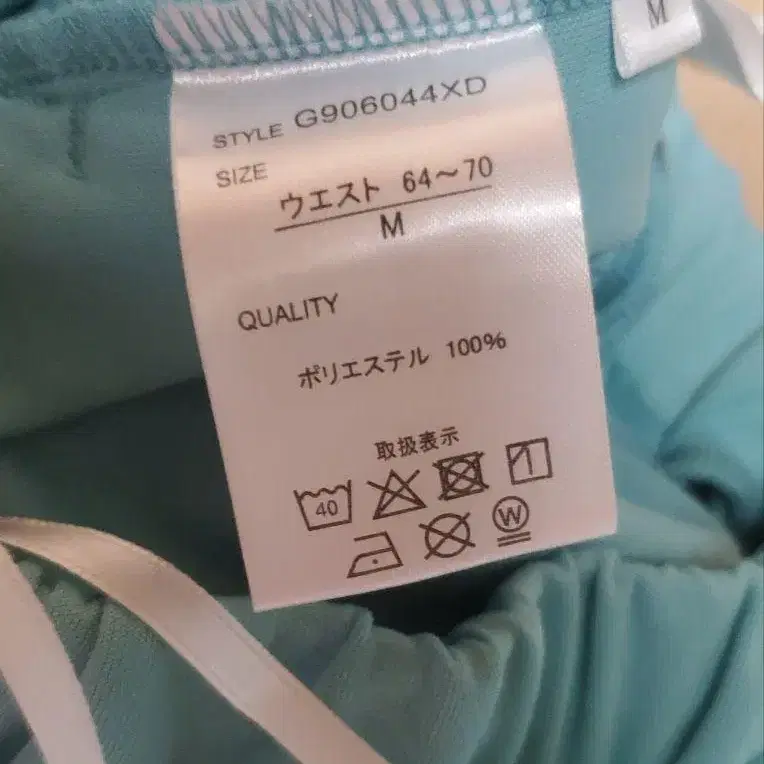 M
STYLE G906044XD
SIZE
ウエスト 64～70
M
QUALITY
ポリエステル 100%
取扱表示
40
W